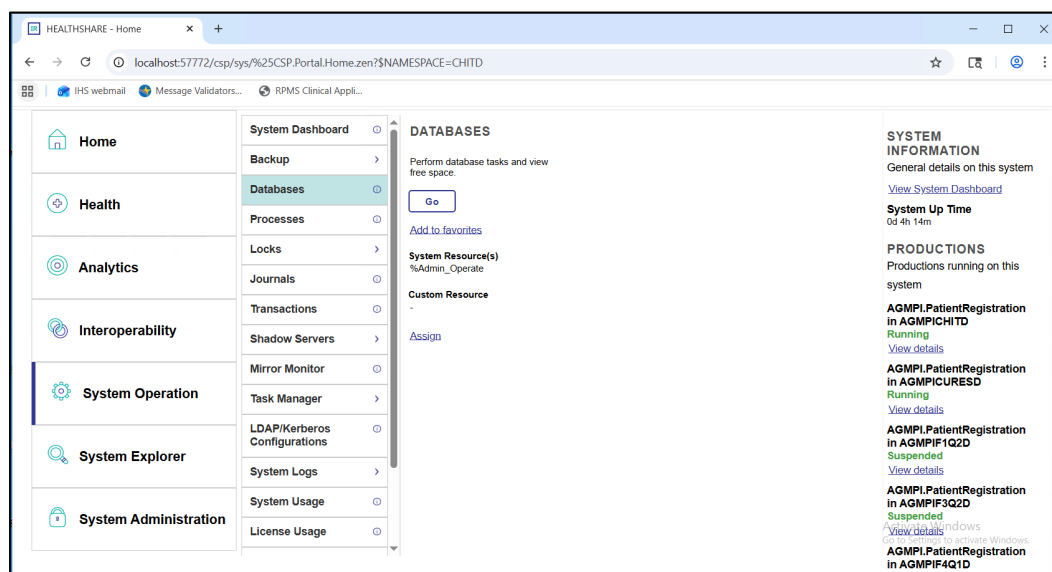 HEALTHSHARE - Home
localhost:57772/csp/sys/%25CSP.Portal.Home.zen?$NAMESPACE=CHITD
IHS webmail
Message Validators...
RPMS Clinical Appli...
Home
Health
Analytics
Interoperability
System Operation
System Explorer
System Administration
System Dashboard
Backup
Databases
Processes
Locks
Journals
Transactions
Shadow Servers
Mirror Monitor
Task Manager
LDAP/Kerberos
Configurations
System Logs
System Usage
License Usage
DATABASES
Perform database tasks and view
free space.
Go
Add to favorites
System Resource(s)
%Admin_Operate
Custom Resource
-
Assign
SYSTEM
INFORMATION
General details on this system
View System Dashboard
System Up Time
0d 4h 14m
PRODUCTIONS
Productions running on this
system
AGMPI.PatientRegistration
in AGMPICHITD
Running
View details
AGMPI.PatientRegistration
in AGMPICURESD
Running
View details
AGMPI.PatientRegistration
in AGMPIF1Q2D
Suspended
View details
AGMPI.PatientRegistration
in AGMPIF3Q2D
Suspended
View details
Activate Windows
Go to Settings to activate Windows.
AGMPI.PatientRegistration
in AGMPIF4Q1D